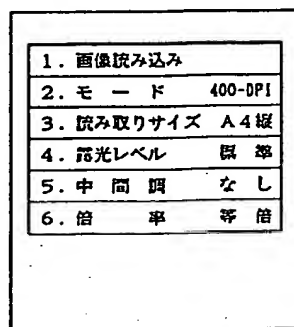 1. 画像読み込み
2. モード 400-DPI
3. 読み取りサイズ A4縦
4. 露光レベル 標準
5. 中間調 なし
6. 倍率 等倍